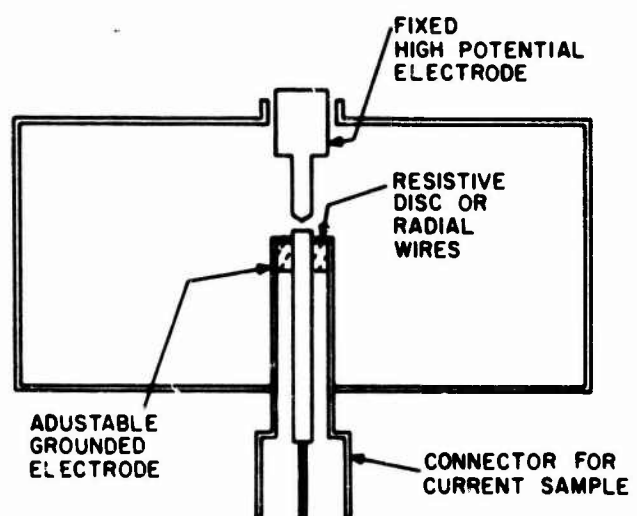 FIXED
HIGH POTENTIAL
ELECTRODE
RESISTIVE
DISC OR
RADIAL
WIRES
ADUSTABLE
GROUNDED
ELECTRODE
CONNECTOR FOR
CURRENT SAMPLE